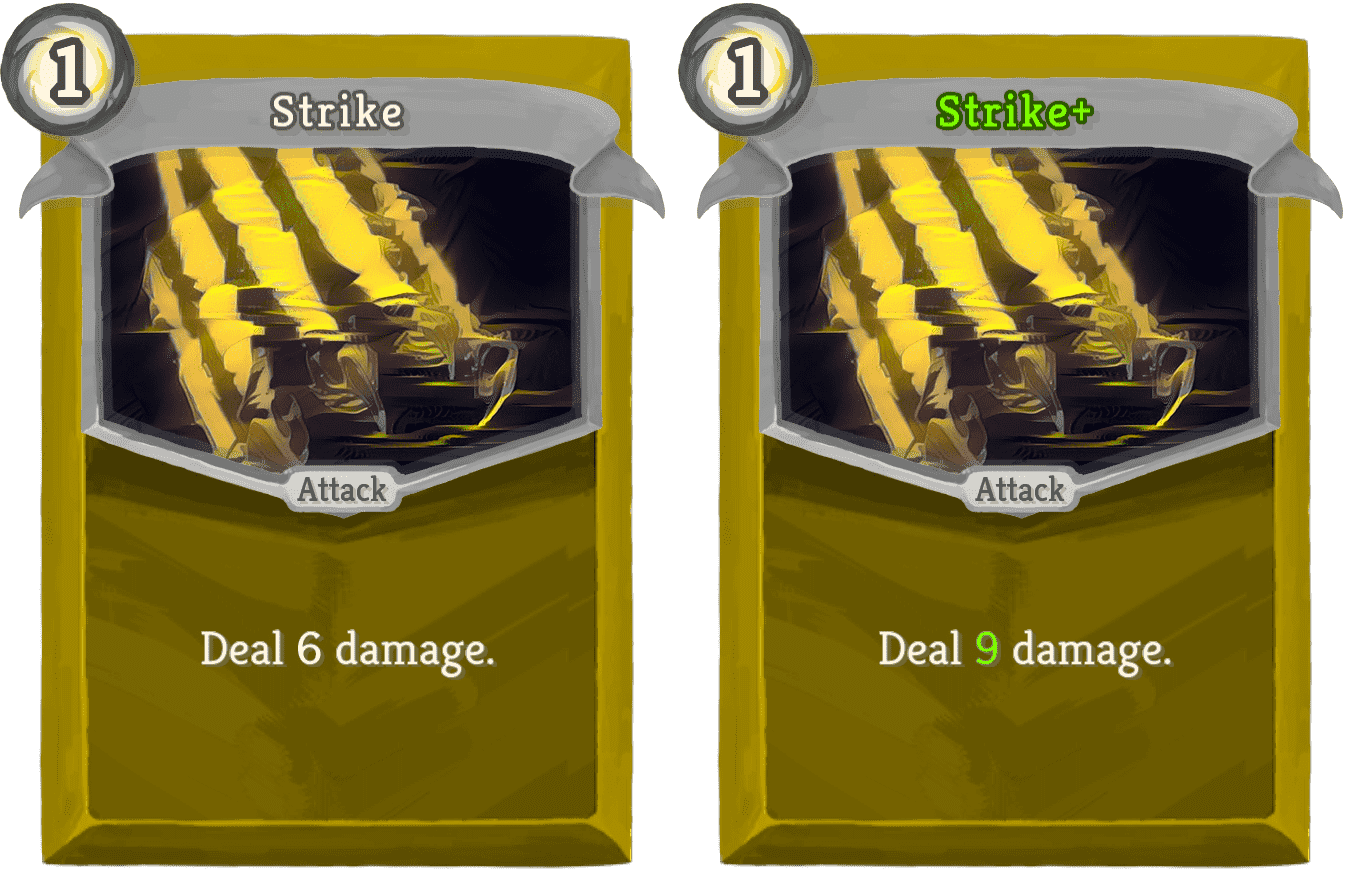 1
Strike
Attack
Deal 6 damage.
1
Strike+
Attack
Deal 9 damage.